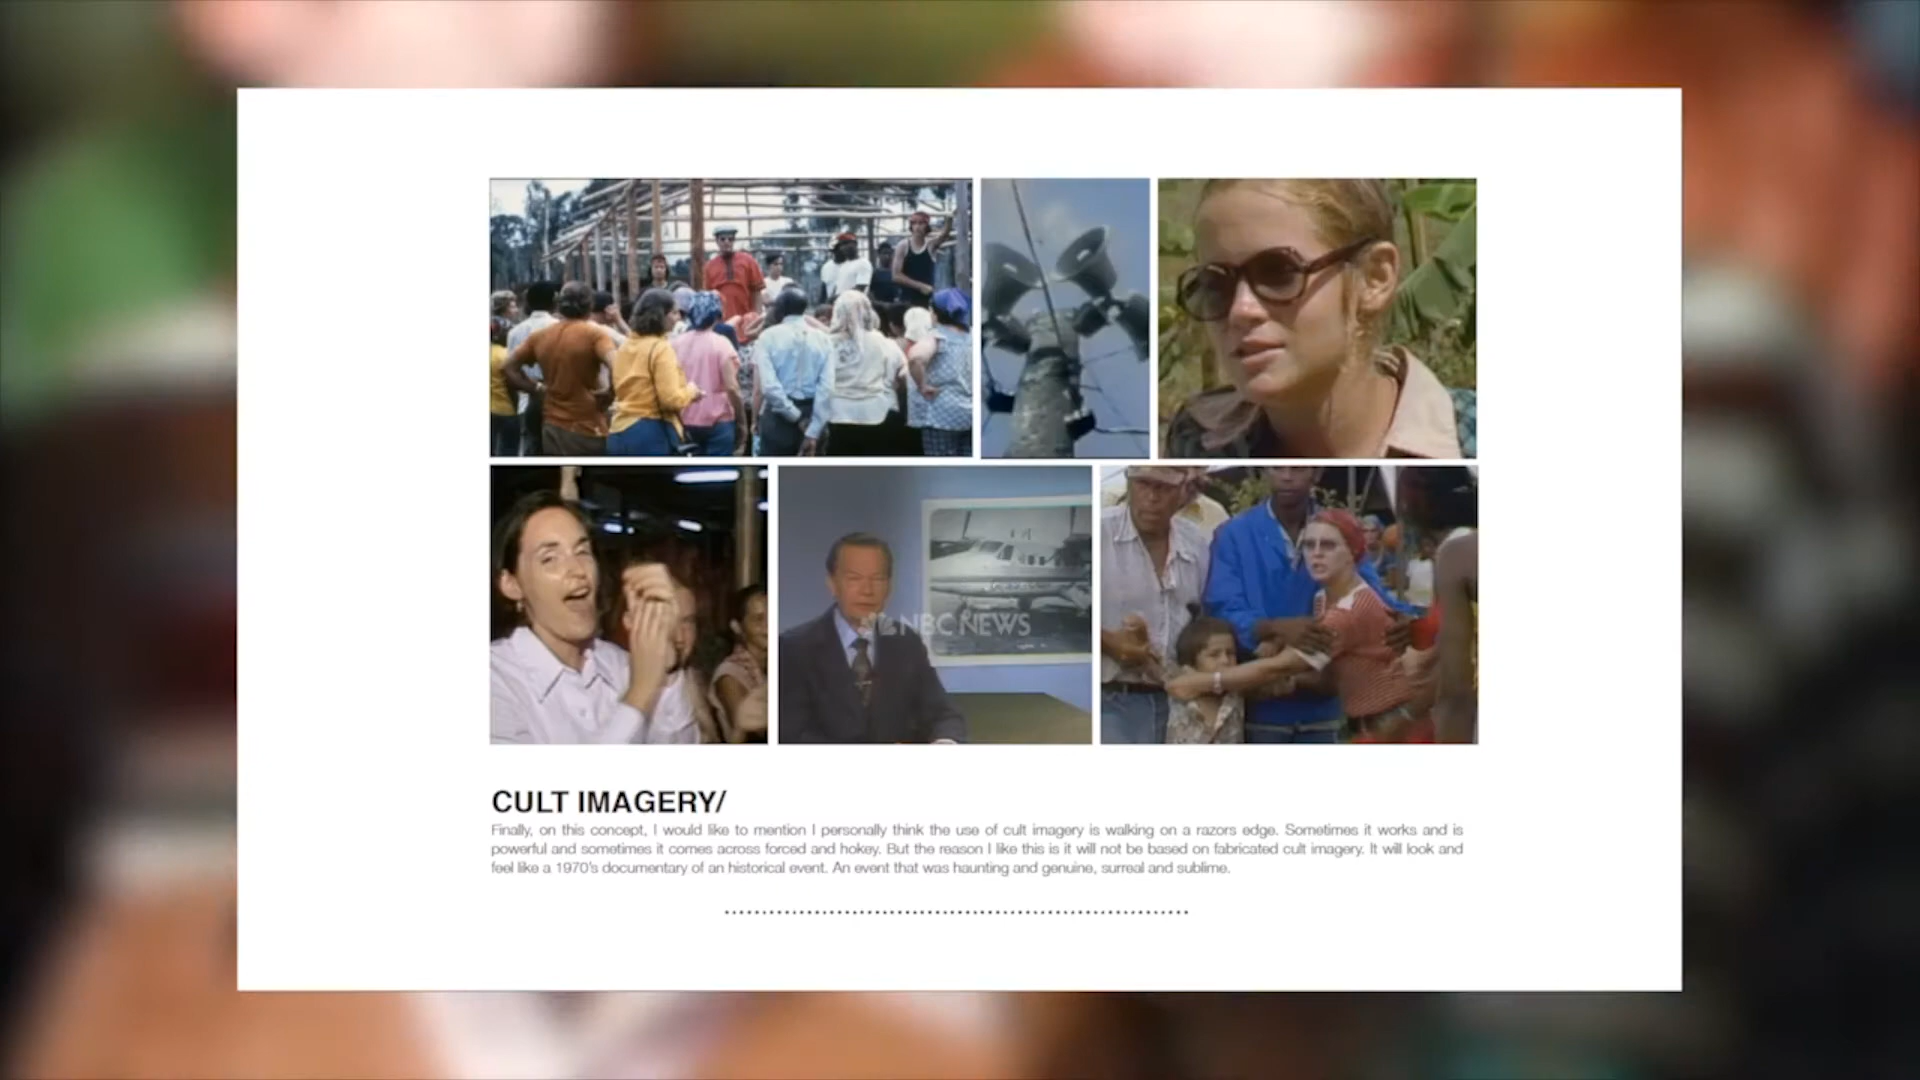 NBC NEWS
CULT IMAGERY/
Finally, on this concept, I would like to mention I personally think the use of cult imagery is walking on a razors edge. Sometimes it works and is
powerful and sometimes it comes across forced and hokey. But the reason I like this is it will not be based on fabricated cult imagery. It will look and
feel like a 1970's documentary of an historical event. An event that was haunting and genuine, surreal and sublime.